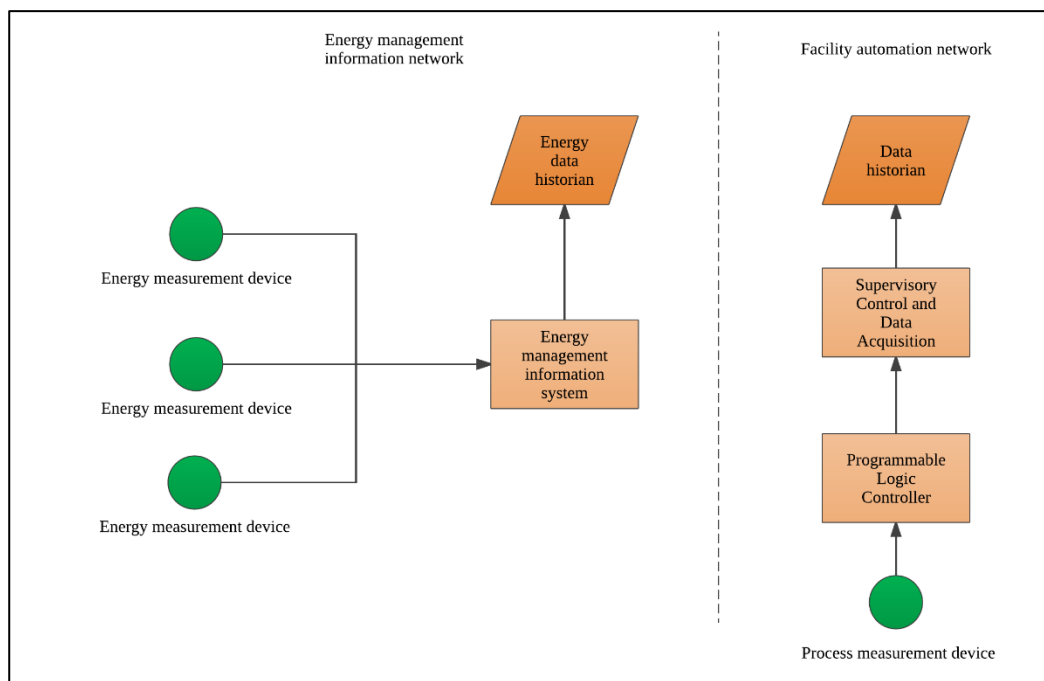 Energy management
information network
Facility automation network
Energy
data
historian
Data
historian
Energy measurement device
Supervisory
Control and
Data
Acquisition
Energy
management
information
system
Energy measurement device
Programmable
Logic
Controller
Energy measurement device
Process measurement device